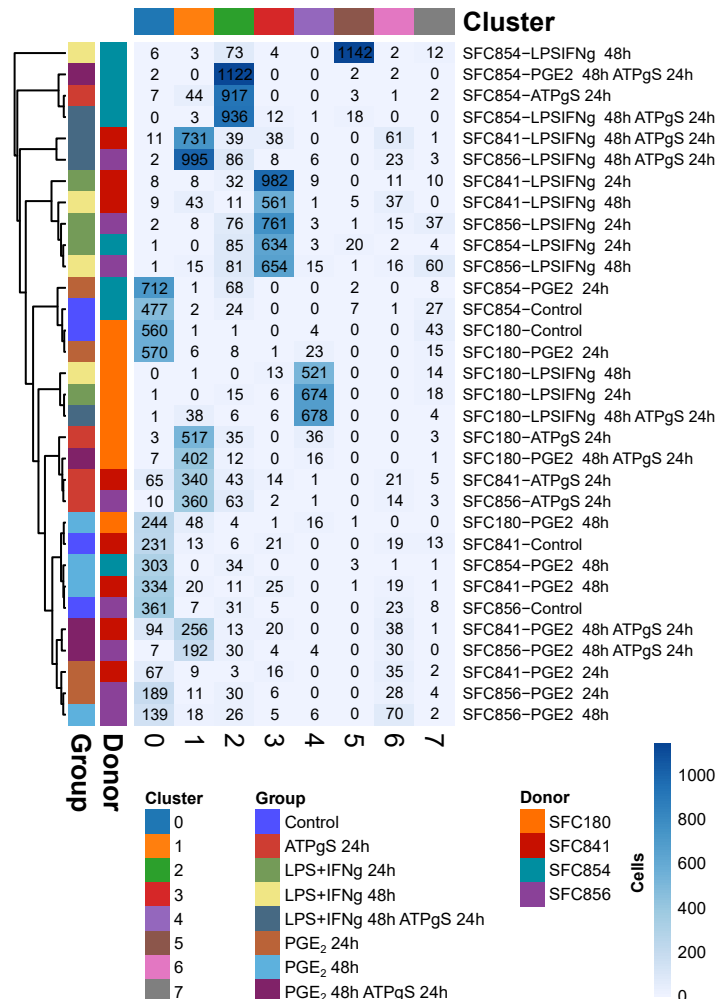 Cluster
6 3 73 4 0 1142 2 12 SFC854−LPSIFNg 48h
2 0 1122 0 0 2 2 0 SFC854−PGE2 48h ATPgS 24h
7 44 917 0 0 3 1 2 SFC854−ATPgS 24h
0 3 936 12 1 18 0 0 SFC854−LPSIFNg 48h ATPgS 24h
11 731 39 38 0 0 61 1 SFC841−LPSIFNg 48h ATPgS 24h
2 995 86 8 6 0 23 3 SFC856−LPSIFNg 48h ATPgS 24h
8 8 32 982 9 0 11 10 SFC841−LPSIFNg 24h
9 43 11 561 1 5 37 0 SFC841−LPSIFNg 48h
2 8 76 761 3 1 15 37 SFC856−LPSIFNg 24h
1 0 85 634 3 20 2 4 SFC854−LPSIFNg 24h
1 15 81 654 15 1 16 60 SFC856−LPSIFNg 48h
712 1 68 0 0 2 0 8 SFC854−PGE2 24h
477 2 24 0 0 7 1 27 SFC854−Control
560 1 1 0 4 0 0 43 SFC180−Control
570 6 8 1 23 0 0 15 SFC180−PGE2 24h
0 1 0 13 521 0 0 14 SFC180−LPSIFNg 48h
1 0 15 6 674 0 0 18 SFC180−LPSIFNg 24h
1 38 6 6 678 0 0 4 SFC180−LPSIFNg 48h ATPgS 24h
3 517 35 0 36 0 0 3 SFC180−ATPgS 24h
7 402 12 0 16 0 0 1 SFC180−PGE2 48h ATPgS 24h
65 340 43 14 1 0 21 5 SFC841−ATPgS 24h
10 360 63 2 1 0 14 3 SFC856−ATPgS 24h
244 48 4 1 16 1 0 0 SFC180−PGE2 48h
231 13 6 21 0 0 19 13 SFC841−Control
303 0 34 0 0 3 1 1 SFC854−PGE2 48h
334 20 11 25 0 1 19 1 SFC841−PGE2 48h
361 7 31 5 0 0 23 8 SFC856−Control
94 256 13 20 0 0 38 1 SFC841−PGE2 48h ATPgS 24h
7 192 30 4 4 0 30 0 SFC856−PGE2 48h ATPgS 24h
67 9 3 16 0 0 35 2 SFC841−PGE2 24h
189 11 30 6 0 0 28 4 SFC856−PGE2 24h
139 18 26 5 6 0 70 2 SFC856−PGE2 48h
Group Donor 0 1 2 3 4 5 6 7
Cluster
0
1
2
3
4
5
6
7
Group
Control
ATPgS 24h
LPS+IFNg 24h
LPS+IFNg 48h
LPS+IFNg 48h ATPgS 24h
PGE₂ 24h
PGE₂ 48h
PGE₂ 48h ATPgS 24h
Donor
SFC180
SFC841
SFC854
SFC856
Cells
1000
800
600
400
200
0